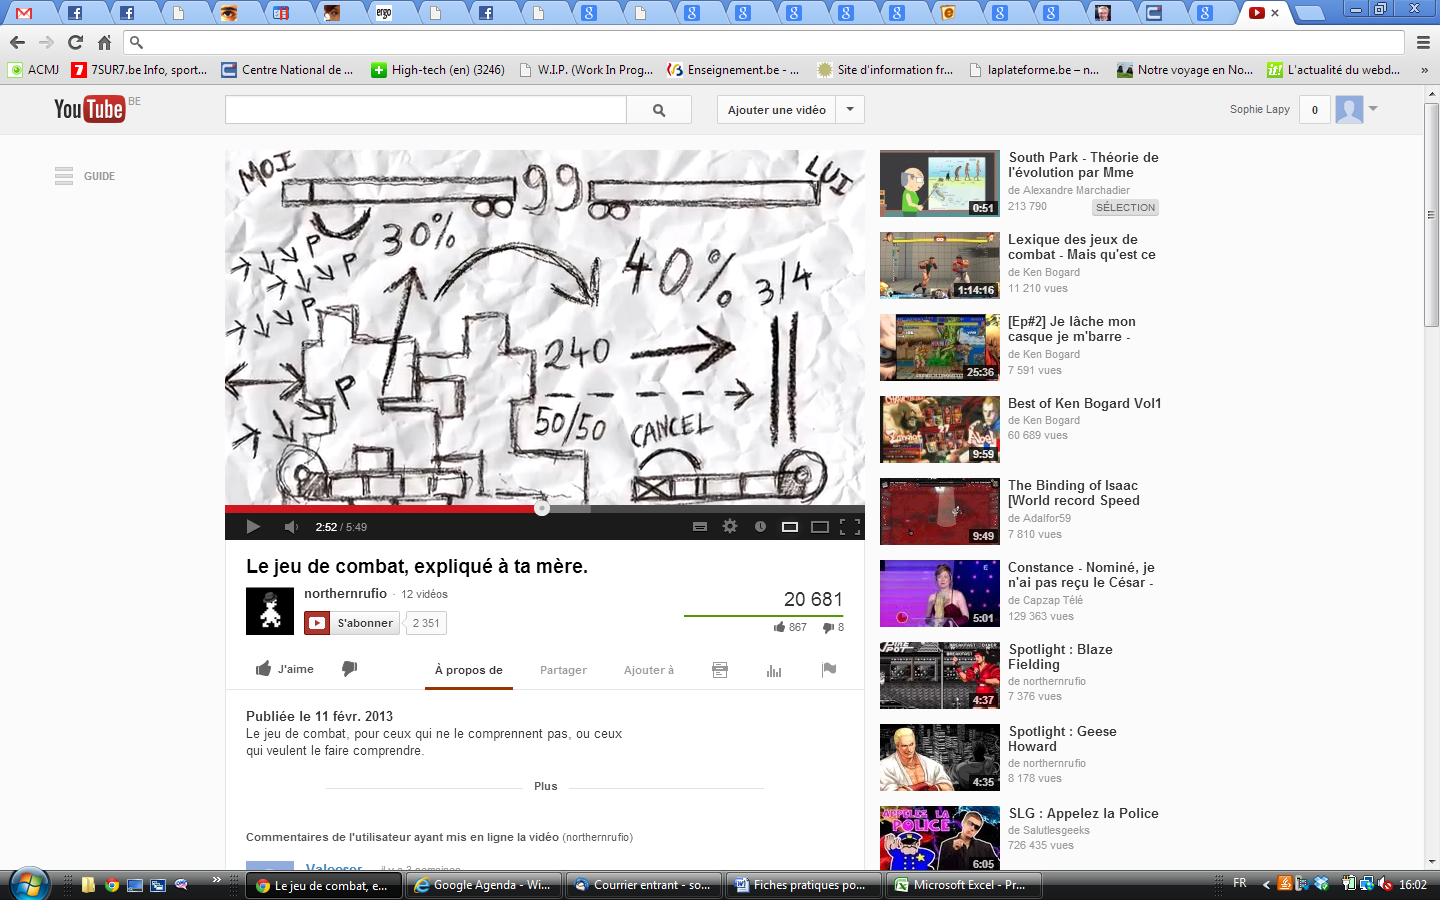 ergo
ACMJ
7SUR7.be Info, sport...
Centre National de ...
High-tech (en) (3246)
W.I.P. (Work In Prog...
Enseignement.be - ...
Site d'information fr...
laplateforme.be – n...
Notre voyage en No...
L'actualité du webd...
»
YouTube BE
Ajouter une vidéo
Sophie Lapy
0
GUIDE
MOI
99
LUI
30%
40%
3/4
P
P
P
P
240
50/50
CANCEL
2:52 / 5:49
Le jeu de combat, expliqué à ta mère.
northernrufio · 12 vidéos
S'abonner
2 351
20 681
867
8
J'aime
À propos de
Partager
Ajouter à
Publiée le 11 févr. 2013
Le jeu de combat, pour ceux qui ne le comprennent pas, ou ceux
qui veulent le faire comprendre.
Plus
Commentaires de l'utilisateur ayant mis en ligne la vidéo (northernrufio)
South Park - Théorie de
l'évolution par Mme
de Alexandre Marchadier
213 790
SÉLECTION
0:51
Lexique des jeux de
combat - Mais qu'est ce
de Ken Bogard
11 210 vues
1:14:16
[Ep#2] Je lâche mon
casque je m'barre -
de Ken Bogard
7 591 vues
25:36
Best of Ken Bogard Vol1
de Ken Bogard
60 689 vues
9:59
The Binding of Isaac
[World record Speed
de Adalfor59
7 810 vues
9:49
Constance - Nominé, je
n'ai pas reçu le César -
de Capzap Télé
129 363 vues
5:01
Spotlight : Blaze
Fielding
de northernrufio
7 376 vues
4:37
Spotlight : Geese
Howard
de northernrufio
8 178 vues
4:35
SLG : Appelez la Police
de Salutlesgeeks
726 435 vues
APPELEZ LA
POLICE
6:05
»
Le jeu de combat, e...
Google Agenda - Wi...
Courrier entrant - so...
Fiches pratiques po...
Microsoft Excel - Pr...
FR
16:02